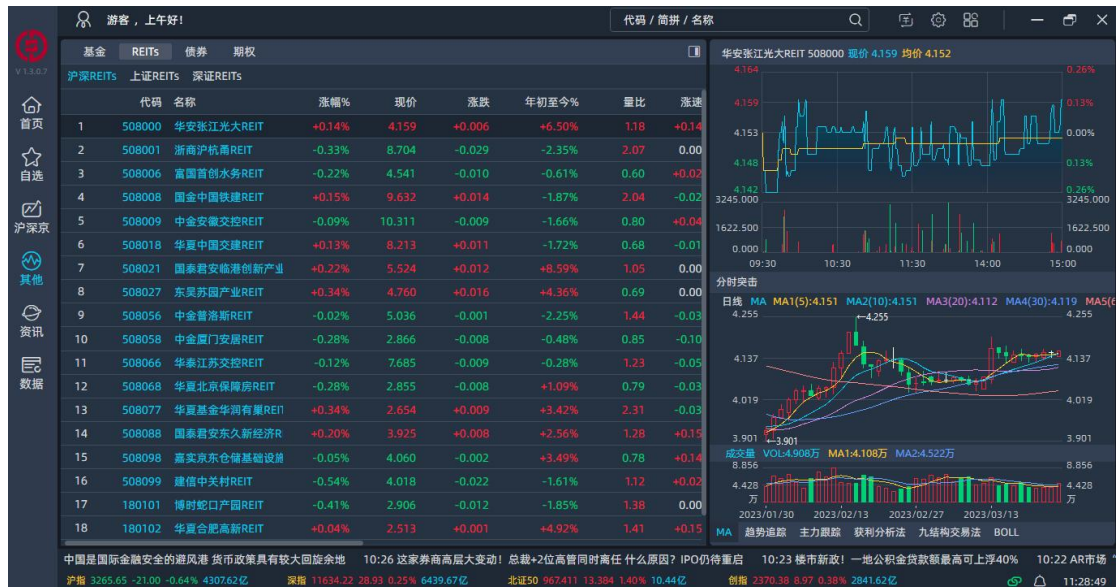 游客，上午好！
代码 / 简拼 / 名称
V 1.3.0.7
首页
自选
沪深京
其他
资讯
数据
基金 REITs 债券 期权
沪深REITs 上证REITs 深证REITs
代码 名称 涨幅% 现价 涨跌 年初至今% 量比 涨速
1 508000 华安张江光大REIT +0.14% 4.159 +0.006 +6.50% 1.18 +0.14
2 508001 浙商沪杭甬REIT -0.33% 8.704 -0.029 -2.35% 2.07 0.00
3 508006 富国首创水务REIT -0.22% 4.541 -0.010 -0.61% 0.60 +0.02
4 508008 国金中国铁建REIT +0.15% 9.632 +0.014 -1.87% 2.04 -0.02
5 508009 中金安徽交控REIT -0.09% 10.311 -0.009 -1.66% 0.80 +0.04
6 508018 华夏中国交建REIT +0.13% 8.213 +0.011 -1.72% 0.68 -0.01
7 508021 国泰君安临港创新产业 +0.22% 5.524 +0.012 +8.59% 1.05 0.00
8 508027 东吴苏园产业REIT +0.34% 4.760 +0.016 +4.36% 0.69 0.00
9 508056 中金普洛斯REIT -0.02% 5.036 -0.001 -2.25% 1.44 -0.03
10 508058 中金厦门安居REIT -0.28% 2.866 -0.008 -0.48% 0.85 -0.10
11 508066 华泰江苏交控REIT -0.12% 7.685 -0.009 -0.28% 1.23 -0.05
12 508068 华夏北京保障房REIT -0.28% 2.855 -0.008 +1.09% 0.79 -0.03
13 508077 华夏基金华润有巢REIT +0.34% 2.654 +0.009 +3.42% 2.31 -0.03
14 508088 国泰君安东久新经济R +0.20% 3.925 +0.008 +2.56% 1.28 +0.15
15 508098 嘉实京东仓储基础设施 -0.05% 4.060 -0.002 +3.49% 0.78 +0.14
16 508099 建信中关村REIT -0.54% 4.018 -0.022 -1.61% 1.12 +0.02
17 180101 博时蛇口产园REIT -0.41% 2.906 -0.012 -1.85% 1.38 0.00
18 180102 华夏合肥高新REIT +0.04% 2.513 +0.001 +4.92% 1.41 +0.15
华安张江光大REIT 508000 现价 4.159 均价 4.152
4.164 0.26%
4.159 0.13%
4.153 0.00%
4.148 0.13%
4.142 0.26%
3245.000 3245.000
1622.500 1622.500
0.000 0.000
09:30 10:30 11:30 14:00 15:00
分时突击
日线 MA MA1(5):4.151 MA2(10):4.151 MA3(20):4.112 MA4(30):4.119 MA5(6
4.255 ←4.255 4.255
4.137 4.137
4.019 4.019
3.901 ←3.901 3.901
成交量 VOL:4.908万 MA1:4.108万 MA2:4.522万
8.856 8.856
4.428 4.428
万 万
2023/01/30 2023/02/13 2023/02/27 2023/03/13
MA 趋势追踪 主力跟踪 获利分析法 九结构交易法 BOLL
中国是国际金融安全的避风港 货币政策具有较大回旋余地 10:26 这家券商高层大变动！总裁+2位高管同时离任 什么原因？IPO仍待重启 10:23 楼市新政！一地公积金贷款额最高可上浮40% 10:22 AR市场 “
沪指 3265.65 -21.00 -0.64% 4307.62亿 深指 11634.22 28.93 0.25% 6439.67亿 北证50 967.411 13.384 1.40% 10.44亿 创指 2370.38 8.97 0.38% 2841.62亿 11:28:49